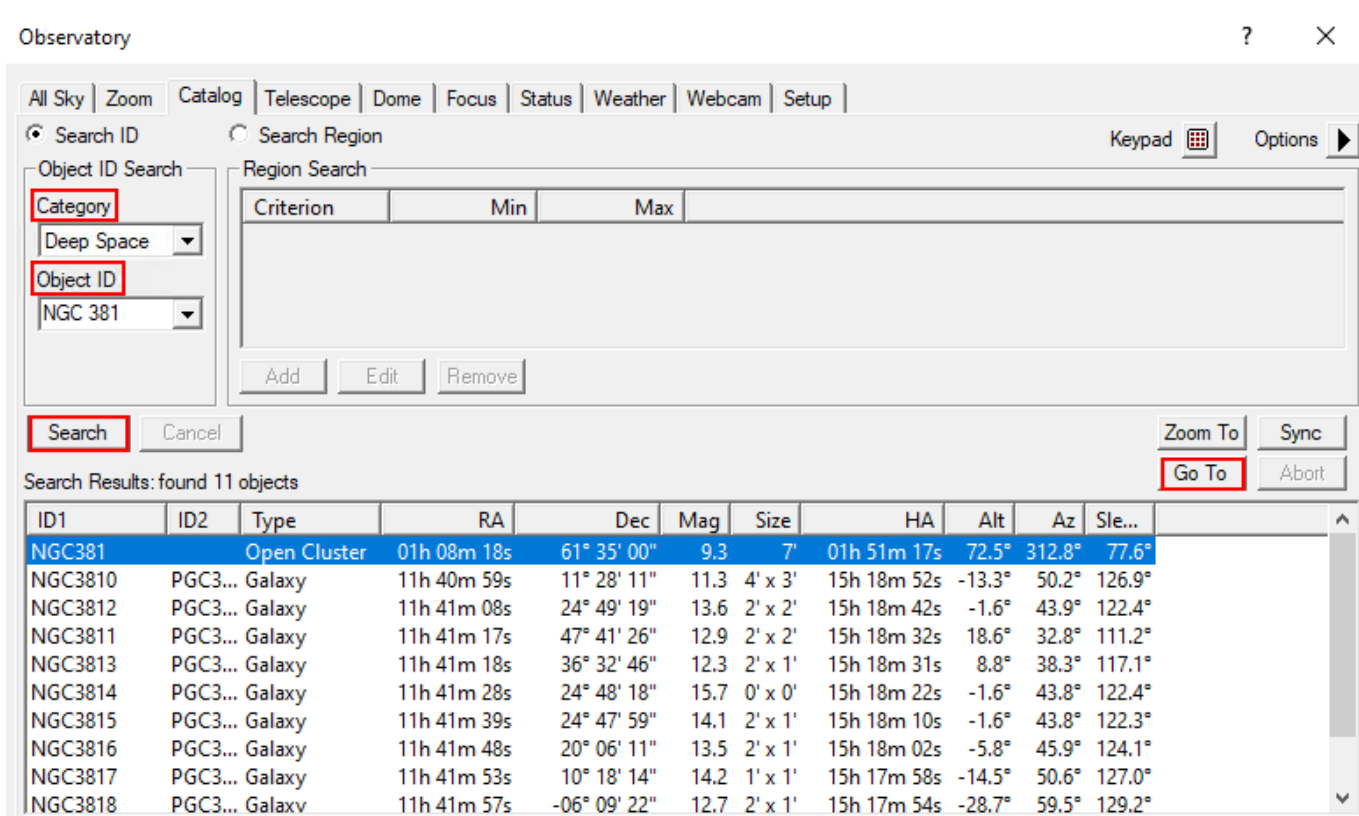 Observatory ? ×
All Sky Zoom Catalog Telescope Dome Focus Status Weather Webcam Setup
Search ID Search Region Keypad Options
Object ID Search Region Search
Category Criterion Min Max
Deep Space
Object ID
NGC 381
Add Edit Remove
Search Cancel Zoom To Sync
Search Results: found 11 objects Go To Abort
ID1 ID2 Type RA Dec Mag Size HA Alt Az Sle...
NGC381 Open Cluster 01h 08m 18s 61° 35' 00" 9.3 7' 01h 51m 17s 72.5° 312.8° 77.6°
NGC3810 PGC3... Galaxy 11h 40m 59s 11° 28' 11" 11.3 4' x 3' 15h 18m 52s -13.3° 50.2° 126.9°
NGC3812 PGC3... Galaxy 11h 41m 08s 24° 49' 19" 13.6 2' x 2' 15h 18m 42s -1.6° 43.9° 122.4°
NGC3811 PGC3... Galaxy 11h 41m 17s 47° 41' 26" 12.9 2' x 2' 15h 18m 32s 18.6° 32.8° 111.2°
NGC3813 PGC3... Galaxy 11h 41m 18s 36° 32' 46" 12.3 2' x 1' 15h 18m 31s 8.8° 38.3° 117.1°
NGC3814 PGC3... Galaxy 11h 41m 28s 24° 48' 18" 15.7 0' x 0' 15h 18m 22s -1.6° 43.8° 122.4°
NGC3815 PGC3... Galaxy 11h 41m 39s 24° 47' 59" 14.1 2' x 1' 15h 18m 10s -1.6° 43.8° 122.3°
NGC3816 PGC3... Galaxy 11h 41m 48s 20° 06' 11" 13.5 2' x 1' 15h 18m 02s -5.8° 45.9° 124.1°
NGC3817 PGC3... Galaxy 11h 41m 53s 10° 18' 14" 14.2 1' x 1' 15h 17m 58s -14.5° 50.6° 127.0°
NGC3818 PGC3... Galaxy 11h 41m 57s -06° 09' 22" 12.7 2' x 1' 15h 17m 54s -28.7° 59.5° 129.2°